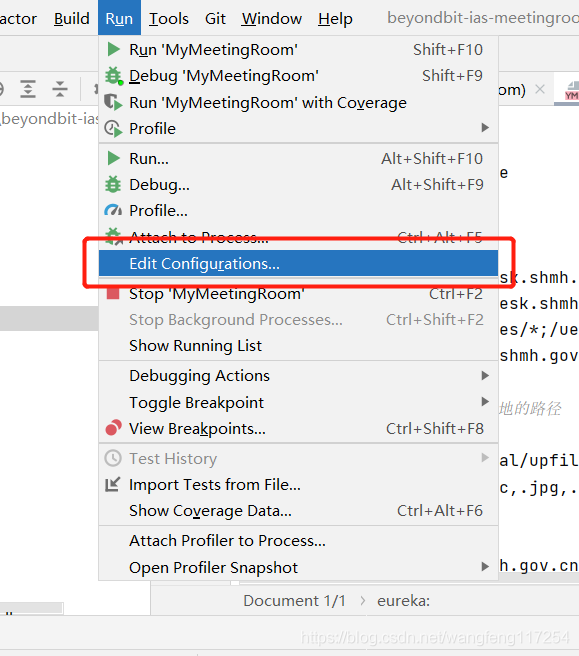 actor Build Run Tools Git Window Help beyondbit-ias-meetingroo
Run 'MyMeetingRoom' Shift+F10
Debug 'MyMeetingRoom' Shift+F9
Run 'MyMeetingRoom' with Coverage
om)
YM
beyondbit-ias-
Profile
Run... Alt+Shift+F10
Debug... Alt+Shift+F9
e
Profile...
Attach to Process... Ctrl+Alt+F5
Edit Configurations...
sk.shmh.
Stop 'MyMeetingRoom' Ctrl+F2
esk.shmh
Stop Background Processes... Ctrl+Shift+F2
es/*;/ue
Show Running List
shmh.gov
Debugging Actions
Toggle Breakpoint
地的路径
View Breakpoints... Ctrl+Shift+F8
Test History
al/upfil
Import Tests from File...
c,.jpg,.
Show Coverage Data... Ctrl+Alt+F6
Attach Profiler to Process...
Open Profiler Snapshot
h.gov.cn
Document 1/1 › eureka:
https://blog.csdn.net/wangfeng117254